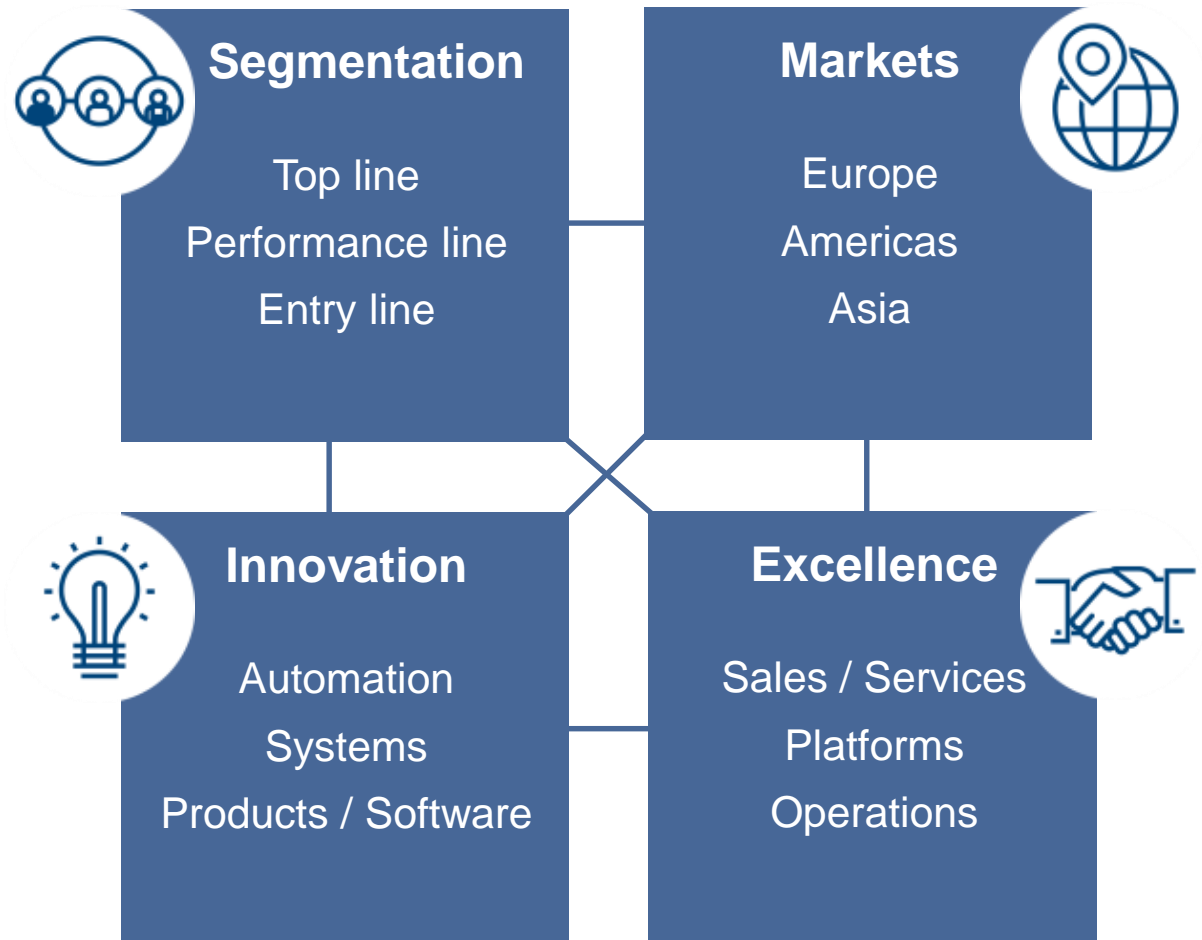 Segmentation
Top line
Performance line
Entry line
Markets
Europe
Americas
Asia
Innovation
Automation
Systems
Products / Software
Excellence
Sales / Services
Platforms
Operations